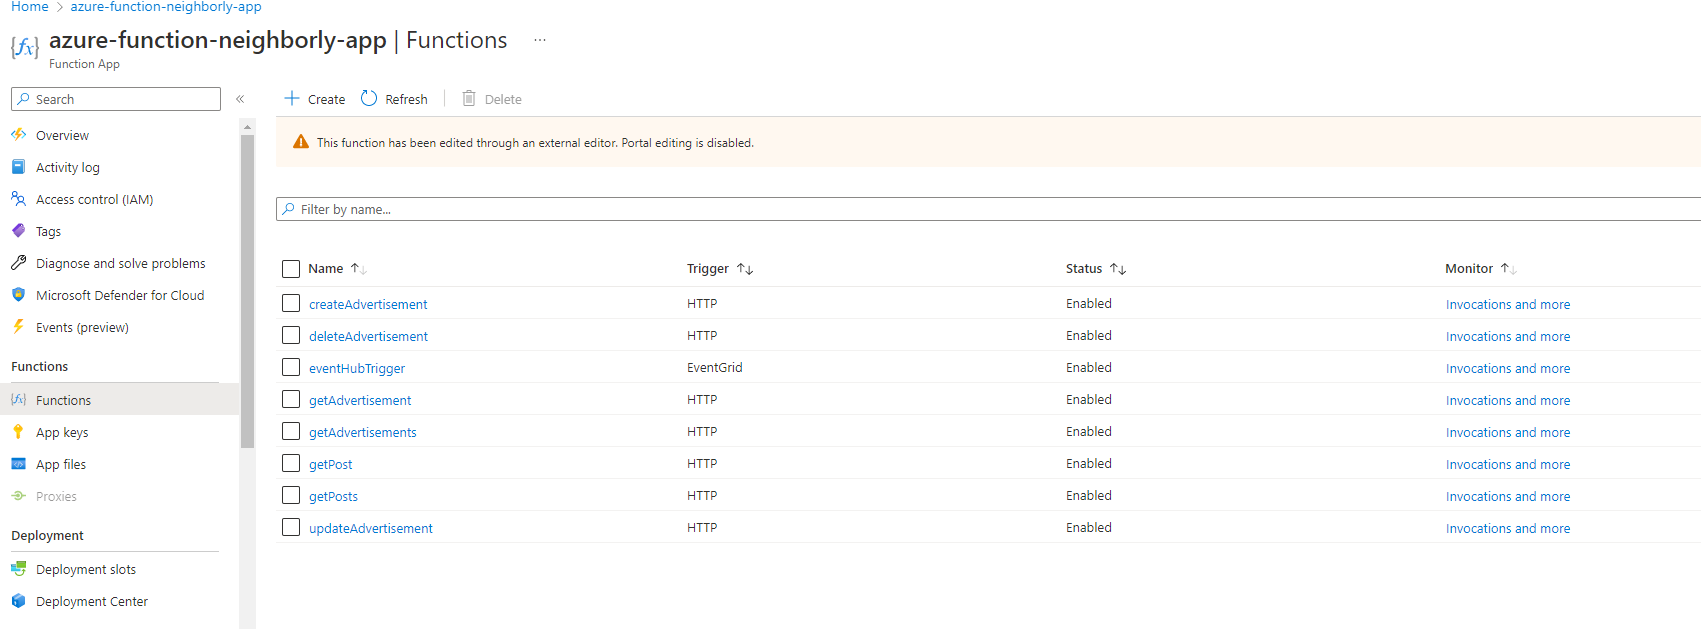 Home > azure-function-neighborly-app
azure-function-neighborly-app | Functions ...
Function App
Search «
Create Refresh Delete
This function has been edited through an external editor. Portal editing is disabled.
Overview
Activity log
Access control (IAM)
Tags
Diagnose and solve problems
Microsoft Defender for Cloud
Events (preview)
Functions
Functions
App keys
App files
Proxies
Deployment
Deployment slots
Deployment Center
Filter by name...
Name ↑↓ Trigger ↑↓ Status ↑↓ Monitor ↑↓
createAdvertisement HTTP Enabled Invocations and more
deleteAdvertisement HTTP Enabled Invocations and more
eventHubTrigger EventGrid Enabled Invocations and more
getAdvertisement HTTP Enabled Invocations and more
getAdvertisements HTTP Enabled Invocations and more
getPost HTTP Enabled Invocations and more
getPosts HTTP Enabled Invocations and more
updateAdvertisement HTTP Enabled Invocations and more